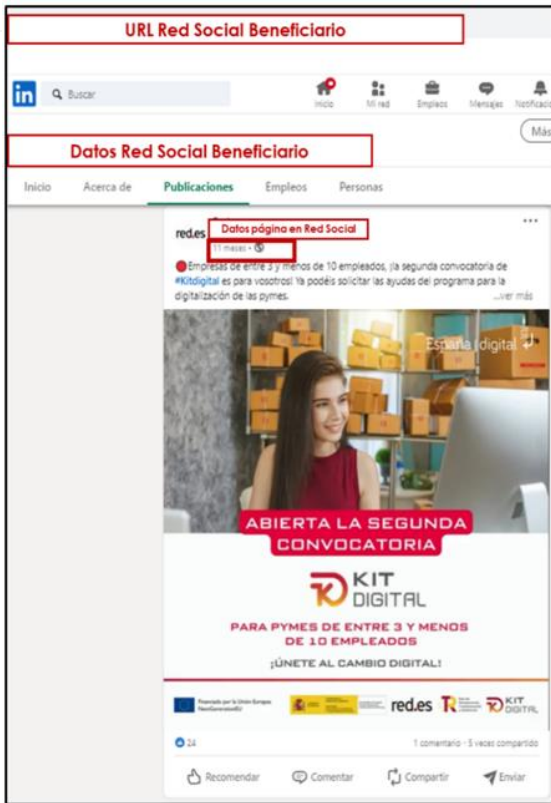 URL Red Social Beneficiario
in Buscar
Inicio Mi red Empleos Mensajes Notificacio
Más
Datos Red Social Beneficiario
Inicio Acerca de Publicaciones Empleos Personas
red.es
Datos página en Red Social
11 meses •
Empresas de entre 3 y menos de 10 empleados, ¡la segunda convocatoria de
#Kitdigital es para vosotros! Ya podéis solicitar las ayudas del programa para la
digitalización de las pymes.
...ver más
España | digital
ABIERTA LA SEGUNDA
CONVOCATORIA
KIT
DIGITAL
PARA PYMES DE ENTRE 3 Y MENOS
DE 10 EMPLEADOS
¡ÚNETE AL CAMBIO DIGITAL!
Financiado por la Unión Europea
NextGenerationEU
red.es
KIT
DIGITAL
24
1 comentario · 5 veces compartido
Recomendar Comentar Compartir Enviar